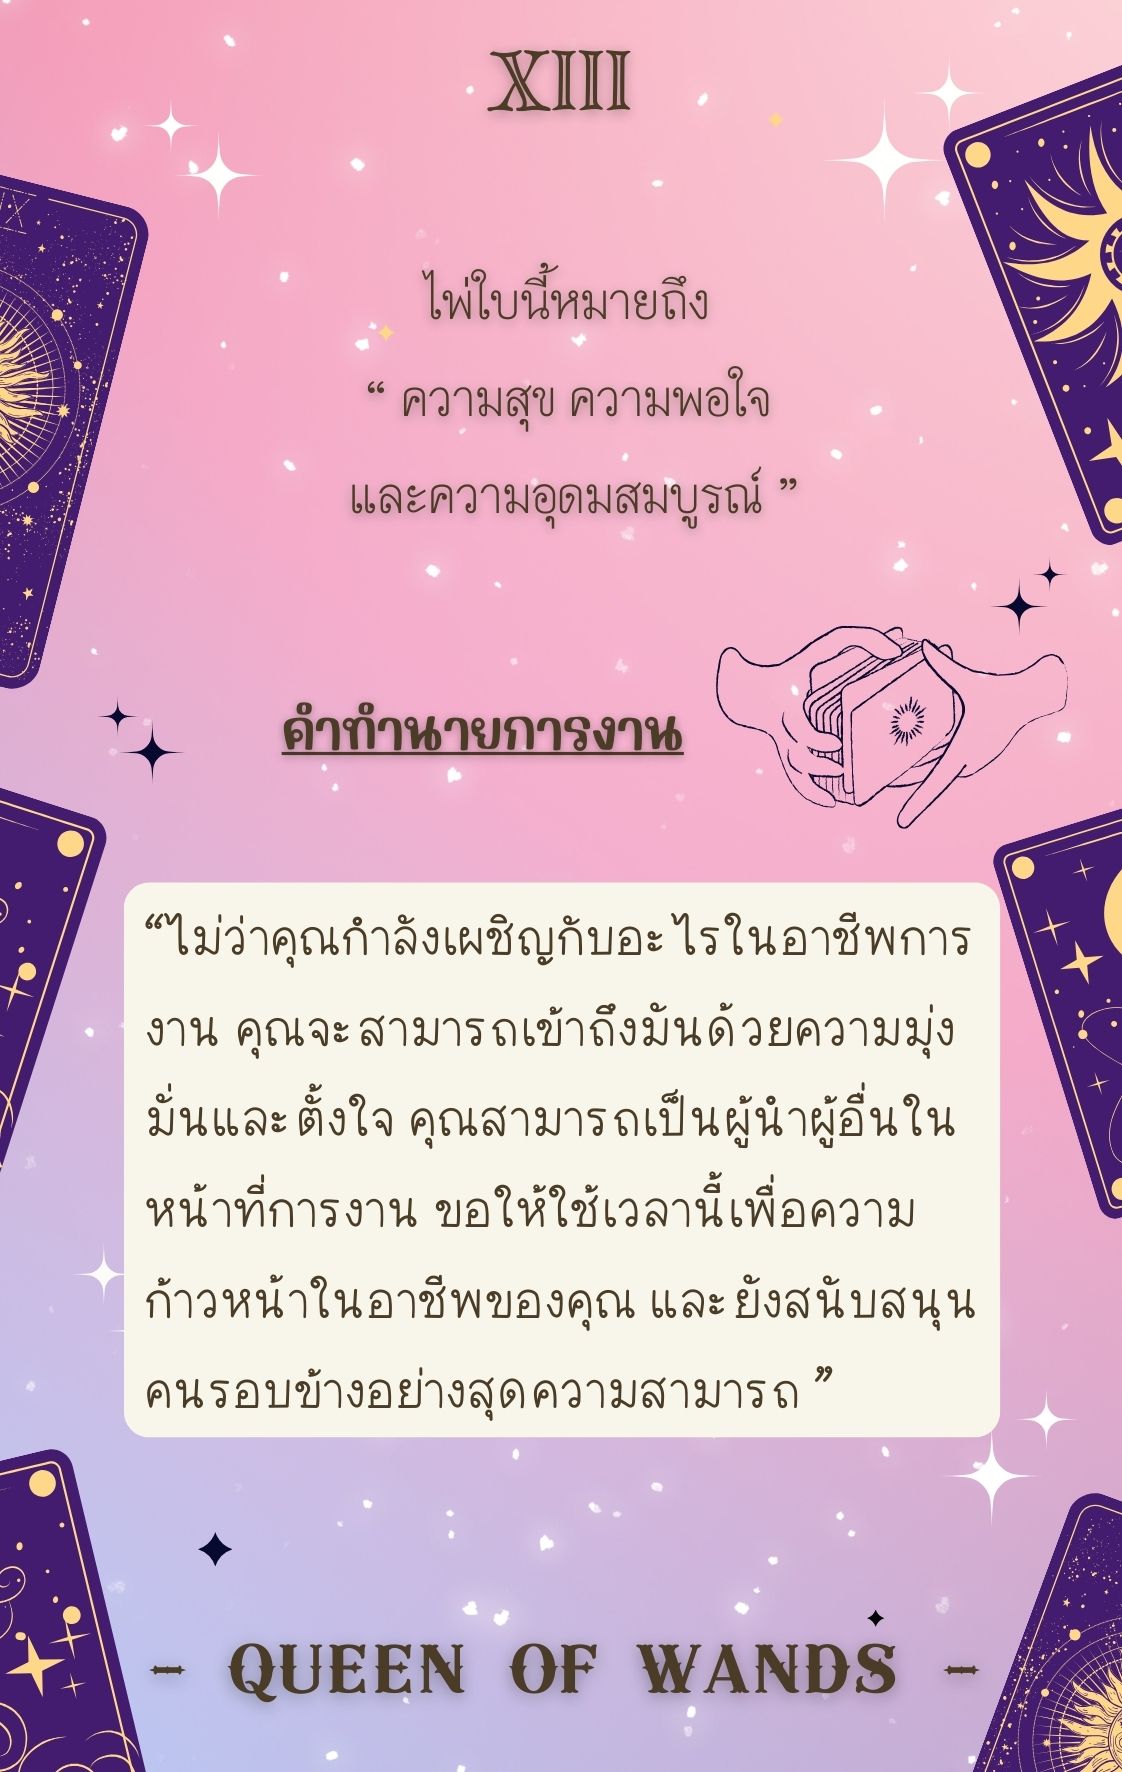 XIII
IX
ไพ่ใบนี้หมายถึง
“ ความสุข ความพอใจ
และความอุดมสมบูรณ์ ”
คำทำนายการงาน
“ไม่ว่าคุณกำลังเผชิญกับอะไรในอาชีพการ
งาน คุณจะสามารถเข้าถึงมันด้วยความมุ่ง
มั่นและตั้งใจ คุณสามารถเป็นผู้นำผู้อื่นใน
หน้าที่การงาน ขอให้ใช้เวลานี้เพื่อความ
ก้าวหน้าในอาชีพของคุณ และยังสนับสนุน
คนรอบข้างอย่างสุดความสามารถ ”
- QUEEN OF WANDS -